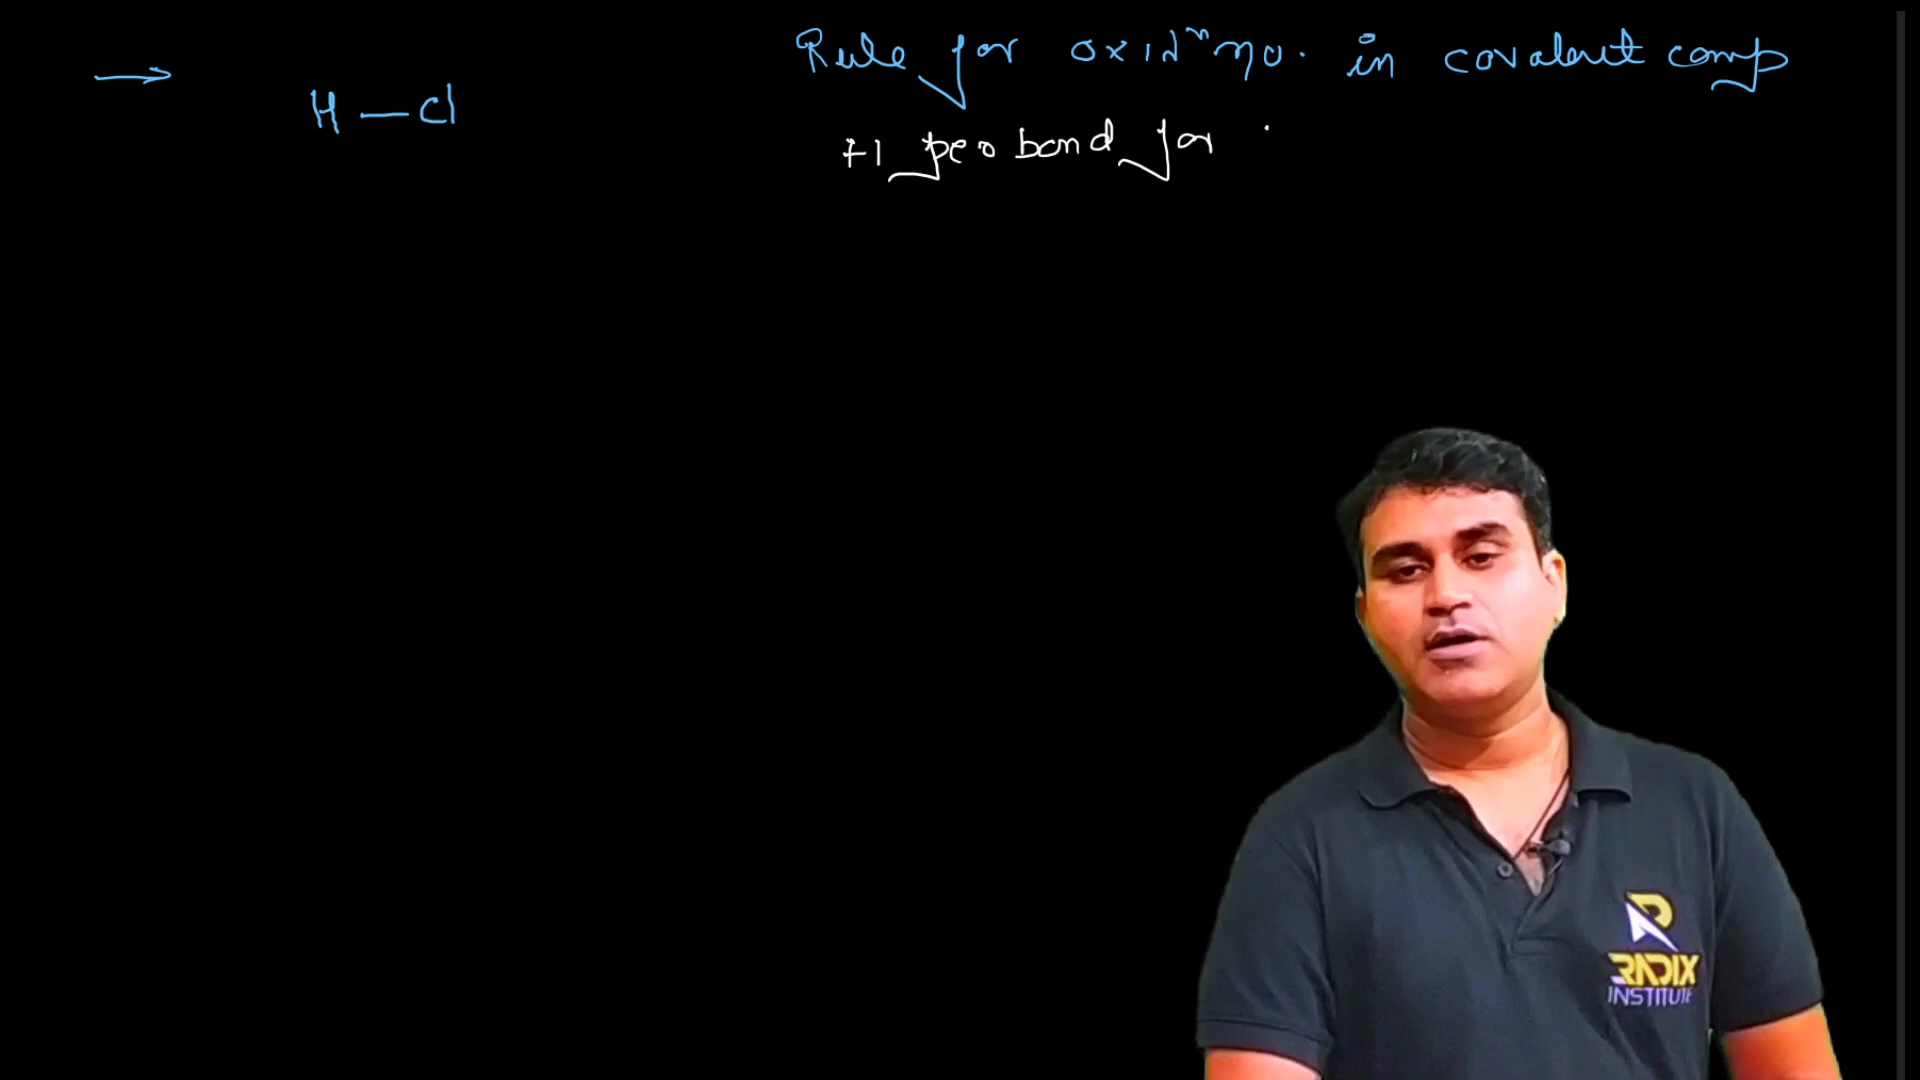 → H — Cl
Rule for oxidⁿ no. in covalent comp
+1 per bond for
RADIX
INSTITUTE